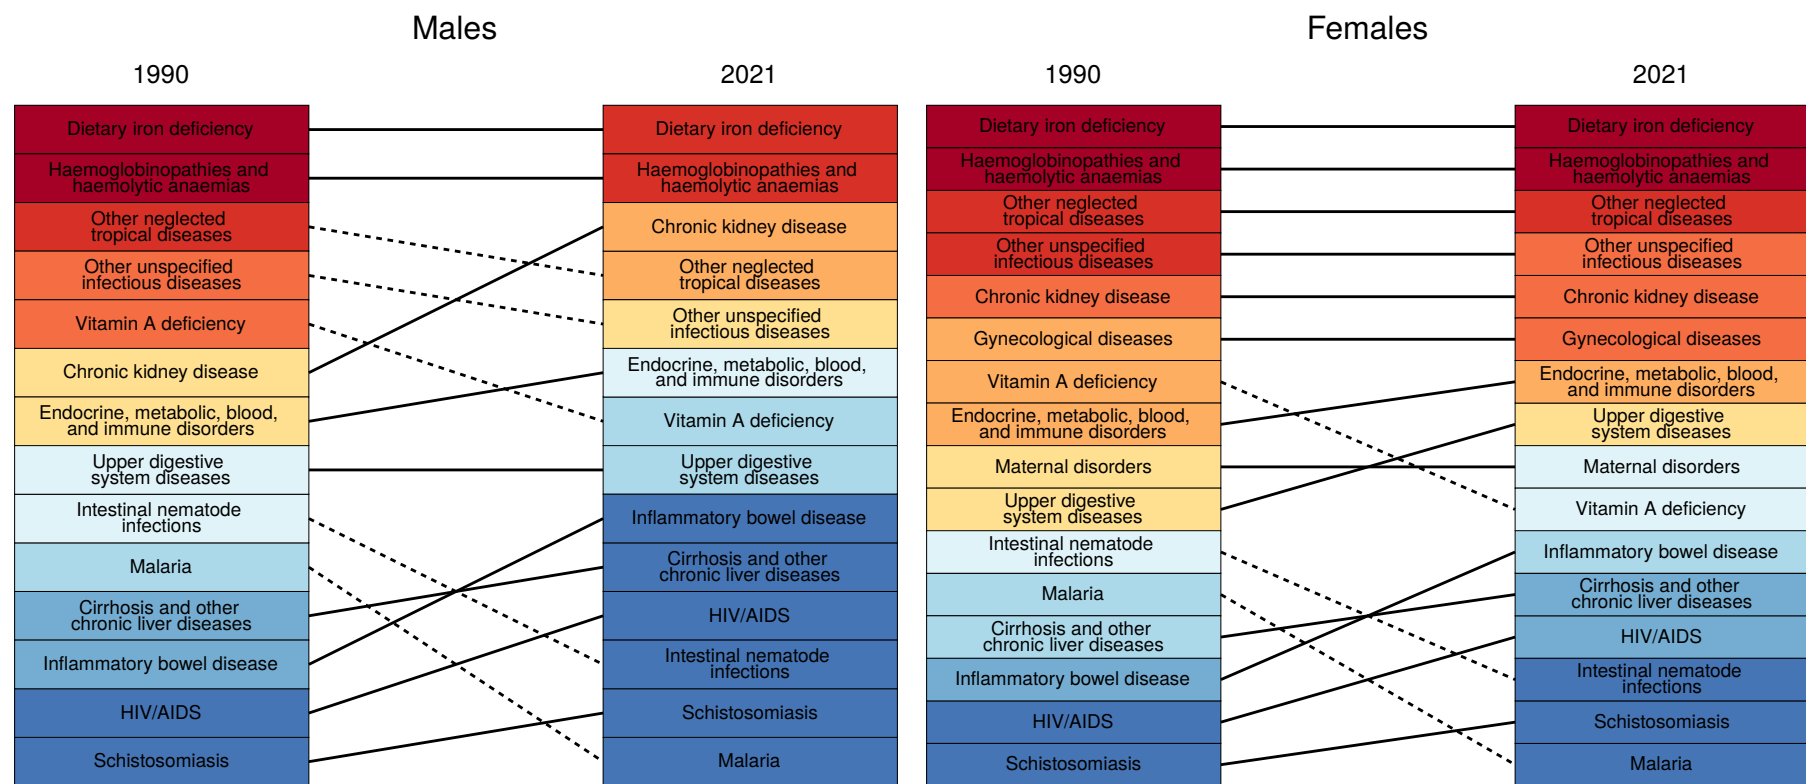 Males
1990
2021
Dietary iron deficiency
Haemoglobinopathies and
haemolytic anaemias
Other neglected
tropical diseases
Other unspecified
infectious diseases
Vitamin A deficiency
Chronic kidney disease
Endocrine, metabolic, blood,
and immune disorders
Upper digestive
system diseases
Intestinal nematode
infections
Malaria
Cirrhosis and other
chronic liver diseases
Inflammatory bowel disease
HIV/AIDS
Schistosomiasis
Dietary iron deficiency
Haemoglobinopathies and
haemolytic anaemias
Chronic kidney disease
Other neglected
tropical diseases
Other unspecified
infectious diseases
Endocrine, metabolic, blood,
and immune disorders
Vitamin A deficiency
Upper digestive
system diseases
Inflammatory bowel disease
Cirrhosis and other
chronic liver diseases
HIV/AIDS
Intestinal nematode
infections
Schistosomiasis
Malaria
Females
1990
2021
Dietary iron deficiency
Haemoglobinopathies and
haemolytic anaemias
Other neglected
tropical diseases
Other unspecified
infectious diseases
Chronic kidney disease
Gynecological diseases
Vitamin A deficiency
Endocrine, metabolic, blood,
and immune disorders
Maternal disorders
Upper digestive
system diseases
Intestinal nematode
infections
Malaria
Cirrhosis and other
chronic liver diseases
Inflammatory bowel disease
HIV/AIDS
Schistosomiasis
Dietary iron deficiency
Haemoglobinopathies and
haemolytic anaemias
Other neglected
tropical diseases
Other unspecified
infectious diseases
Chronic kidney disease
Gynecological diseases
Endocrine, metabolic, blood,
and immune disorders
Upper digestive
system diseases
Maternal disorders
Vitamin A deficiency
Inflammatory bowel disease
Cirrhosis and other
chronic liver diseases
HIV/AIDS
Intestinal nematode
infections
Schistosomiasis
Malaria